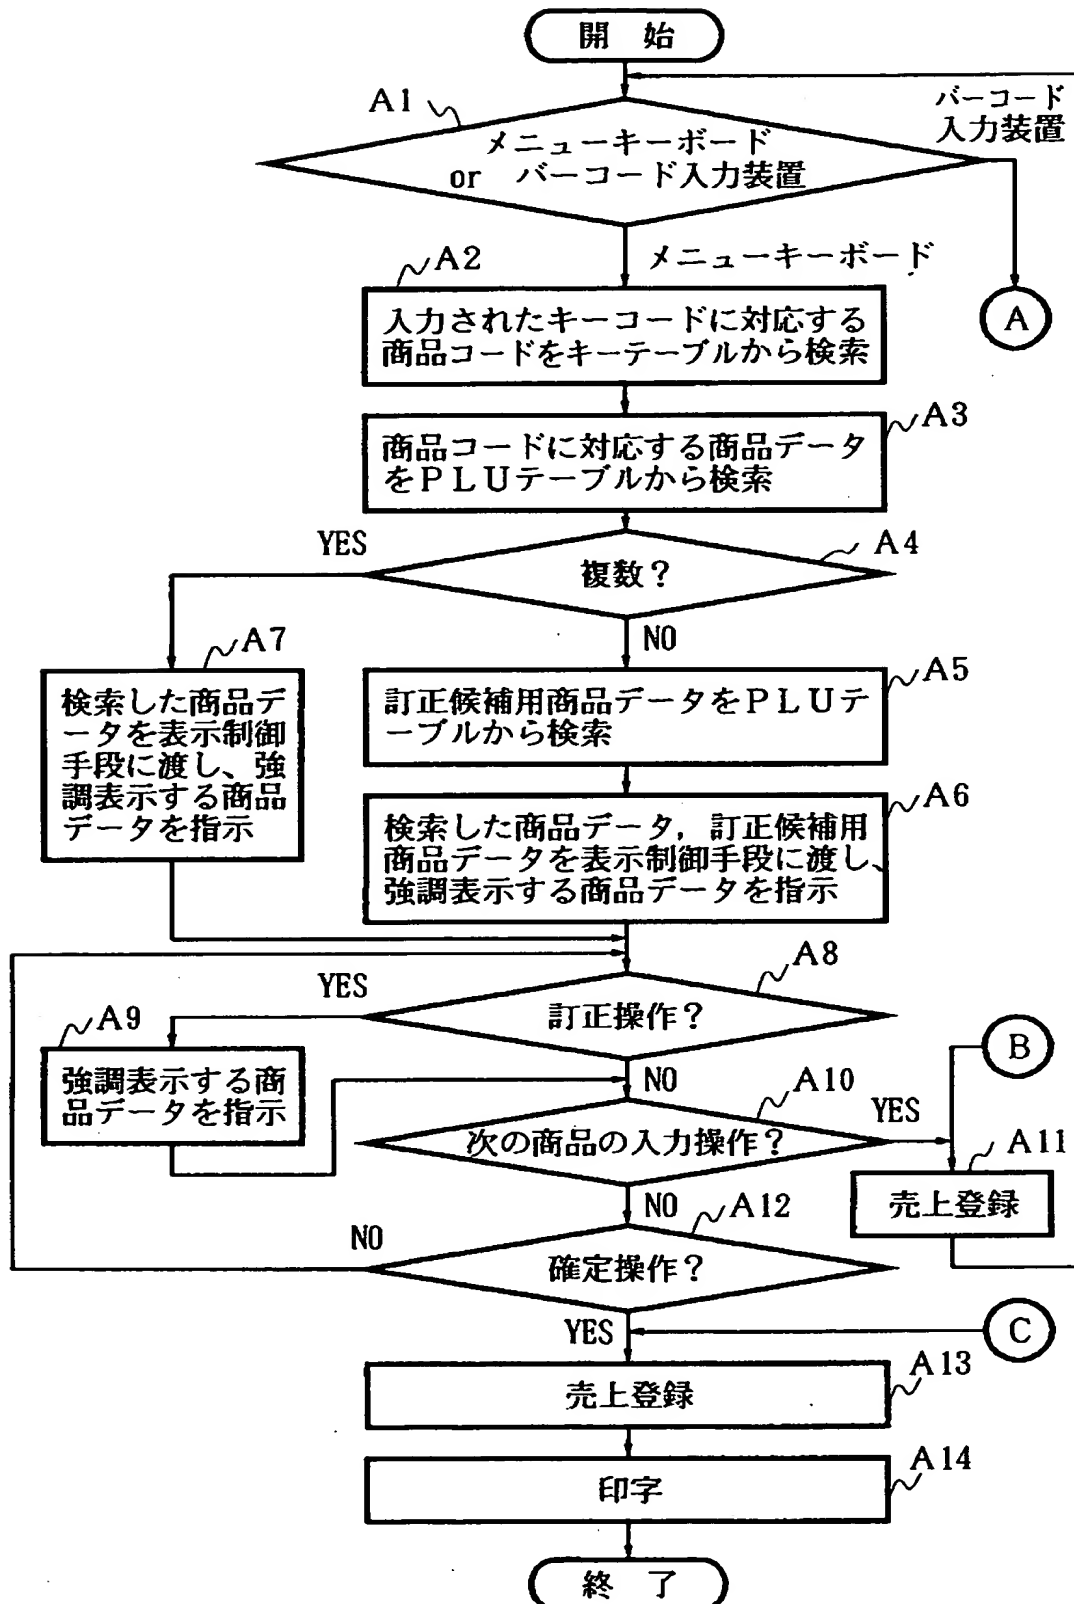 開 始
A1
バーコード
入力装置
メニューキーボード
or バーコード入力装置
メニューキーボード
A2
A
入力されたキーコードに対応する
商品コードをキーテーブルから検索
A3
商品コードに対応する商品データ
をPLUテーブルから検索
YES
A4
複数？
NO
A7
検索した商品デ
ータを表示制御
手段に渡し、強
調表示する商品
データを指示
A5
訂正候補用商品データをPLUテ
ーブルから検索
A6
検索した商品データ，訂正候補用
商品データを表示制御手段に渡し、
強調表示する商品データを指示
A8
YES
訂正操作？
A9
強調表示する商
品データを指示
NO
B
A10
YES
次の商品の入力操作？
A11
売上登録
NO
A12
NO
確定操作？
YES
C
A13
売上登録
A14
印字
終 了